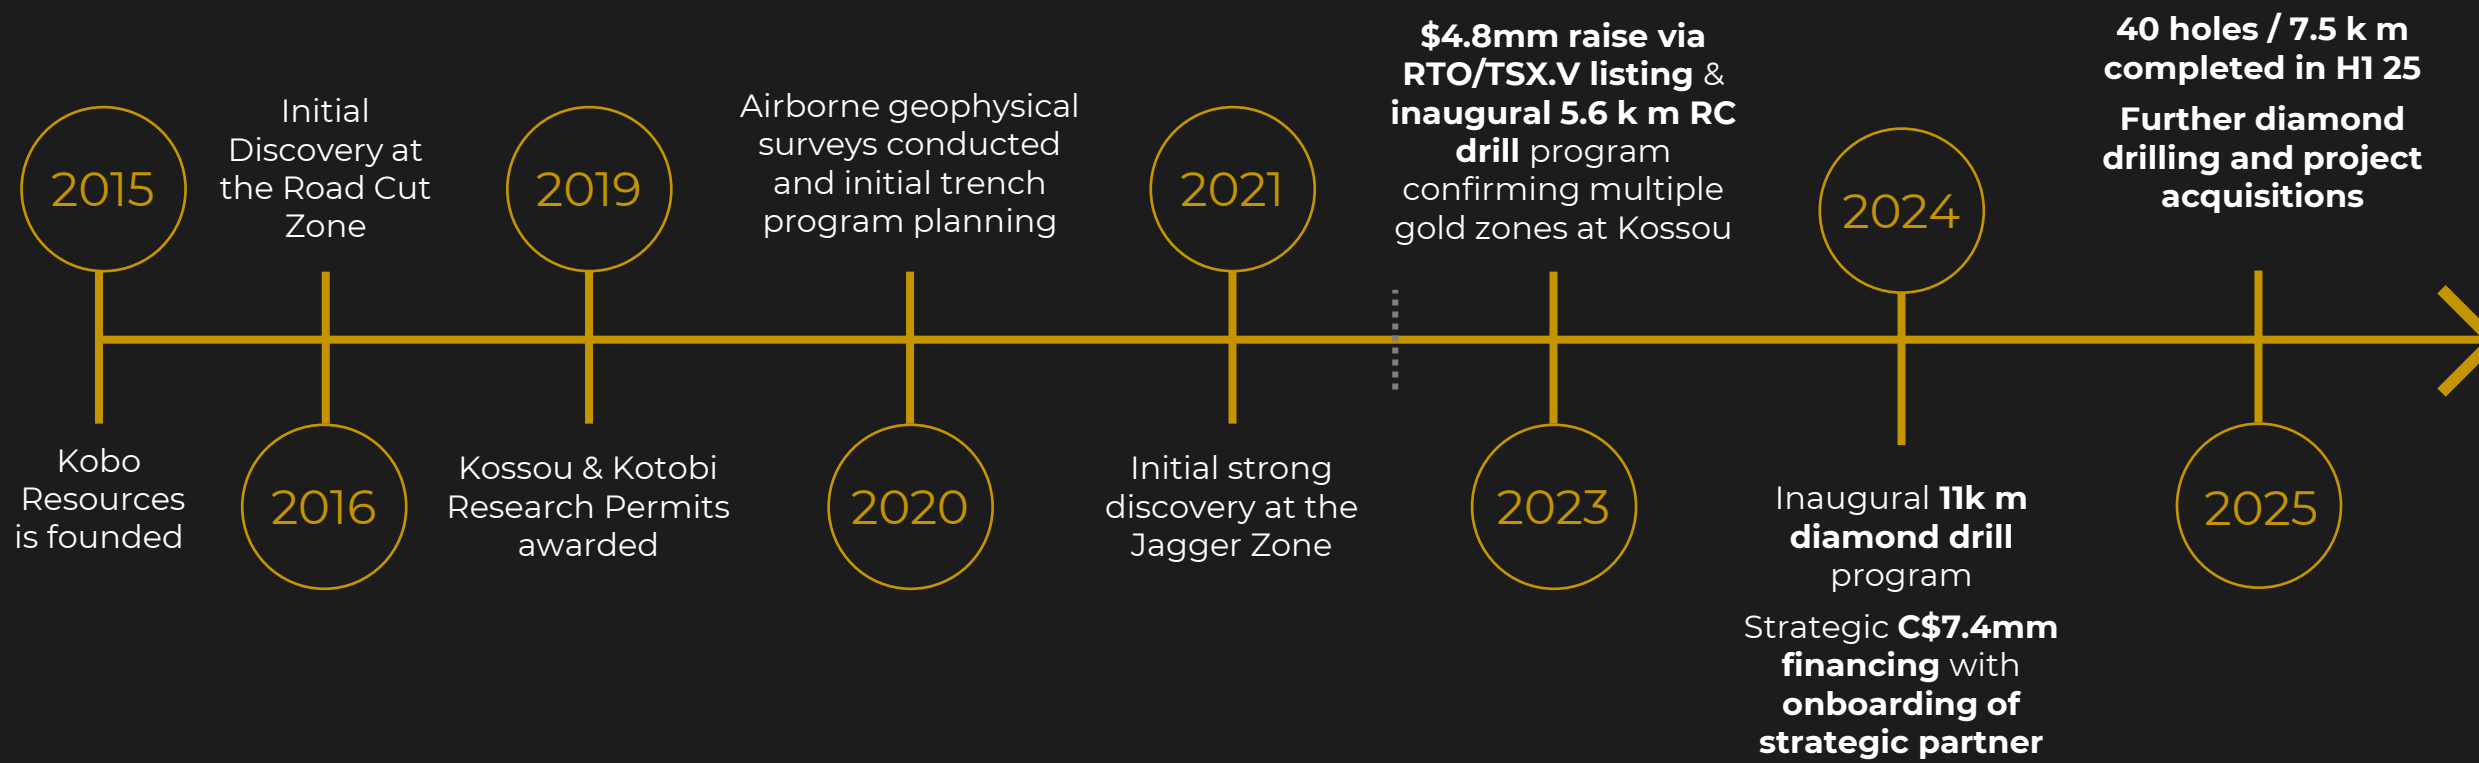 2015
Kobo
Resources
is founded
Initial
Discovery at
the Road Cut
Zone
2016
2019
Kossou & Kotobi
Research Permits
awarded
Airborne geophysical
surveys conducted
and initial trench
program planning
2020
2021
Initial strong
discovery at the
Jagger Zone
$4.8mm raise via
RTO/TSX.V listing &
inaugural 5.6 k m RC
drill program
confirming multiple
gold zones at Kossou
2023
2024
Inaugural 11k m
diamond drill
program
Strategic C$7.4mm
financing with
onboarding of
strategic partner
40 holes / 7.5 k m
completed in H1 25
Further diamond
drilling and project
acquisitions
2025